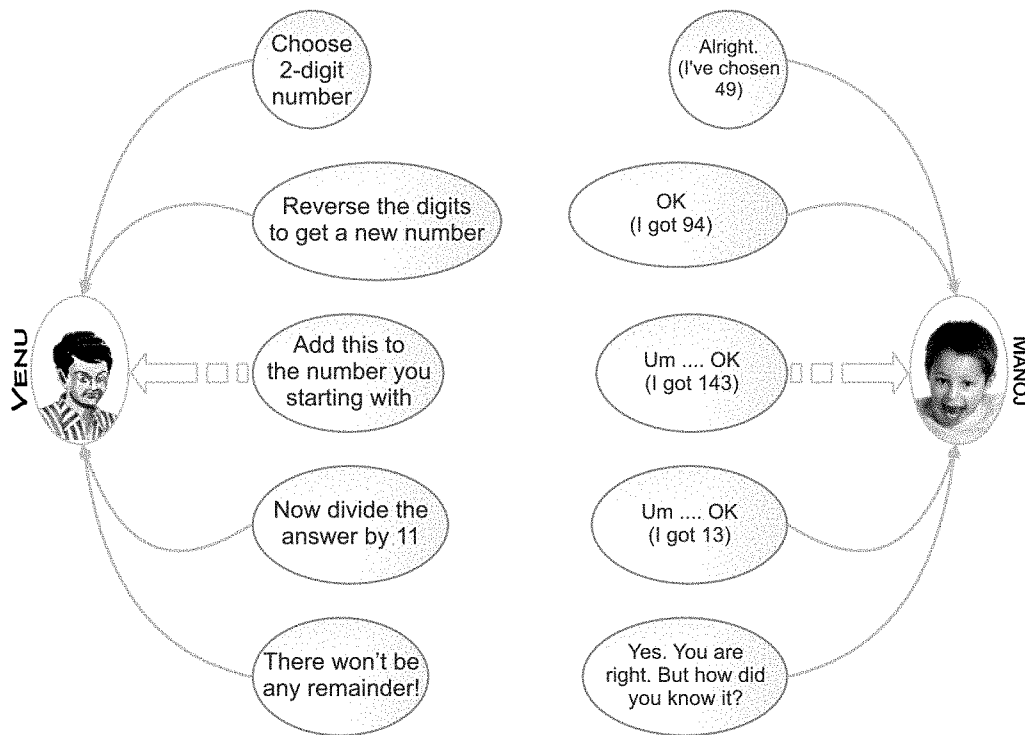 Choose
2-digit
number
Alright.
(I've chosen
49)
Reverse the digits
to get a new number
OK
(I got 94)
VENU
Add this to
the number you
starting with
Um .... OK
(I got 143)
MANOJ
Now divide the
answer by 11
Um .... OK
(I got 13)
There won't be
any remainder!
Yes. You are
right. But how did
you know it?